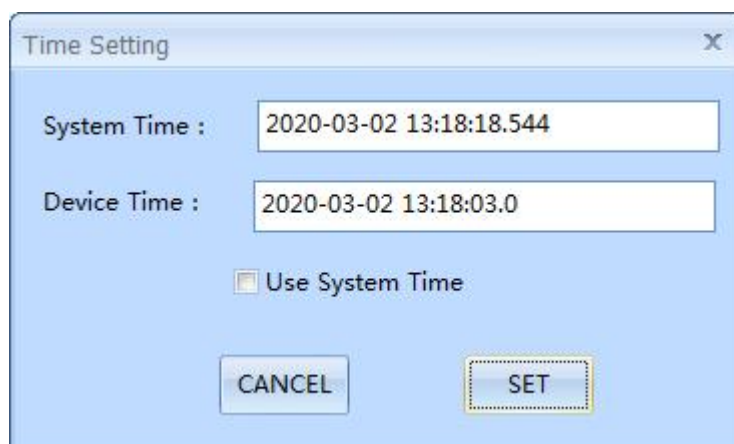 Time Setting X
System Time : 2020-03-02 13:18:18.544
Device Time : 2020-03-02 13:18:03.0
Use System Time
CANCEL SET